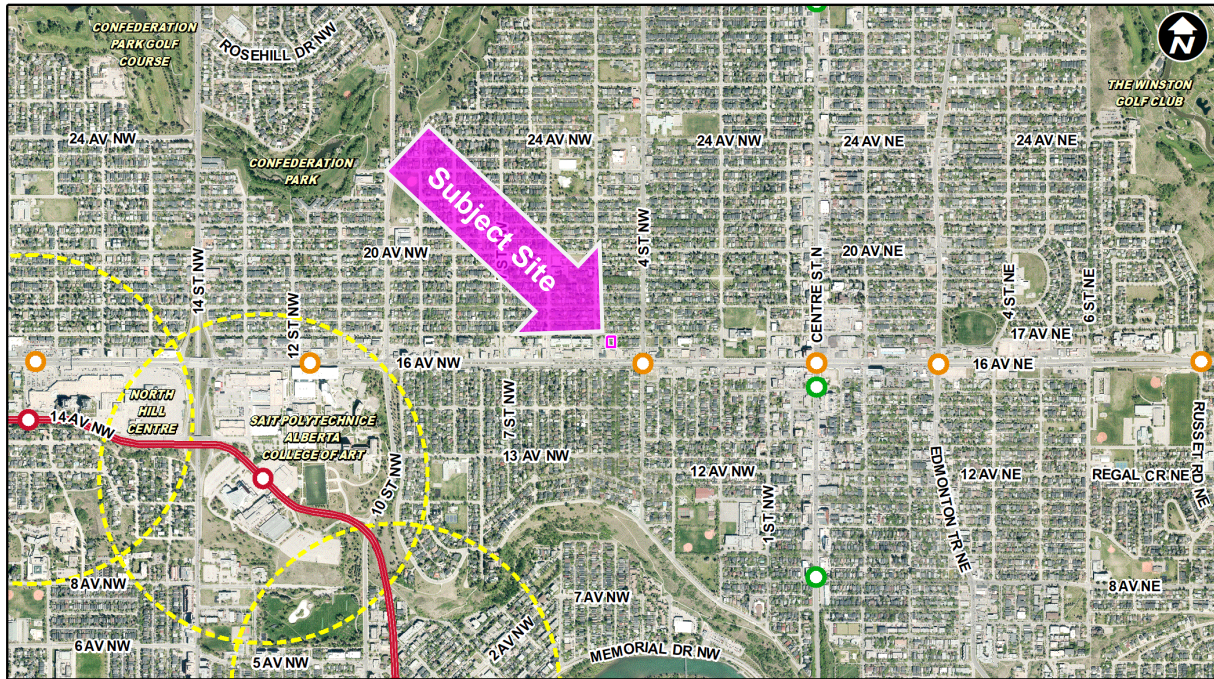 CONFEDERATION
PARK GOLF
COURSE
ROSEHILL DR NW
N
THE WINSTON
GOLF CLUB
24 AV NW
24 AV NW
24 AV NW
24 AV NE
24 AV NE
CONFEDERATION
PARK
Subject Site
4 ST NW
20 AV NW
20 AV NE
14 ST NW
12 ST NW
CENTRE ST N
4 ST NE
6 ST NE
17 AV NE
16 AV NW
16 AV NE
NORTH
HILL
CENTRE
14 AV NW
SAIT POLYTECHNICE
ALBERTA
COLLEGE OF ART
7 ST NW
13 AV NW
10 ST NW
12 AV NW
1 ST NW
EDMONTON TR NE
12 AV NE
REGAL CR NE
RUSSET RD NE
8 AV NW
7 AV NW
8 AV NE
6 AV NW
5 AV NW
2 AV NW
MEMORIAL DR NW